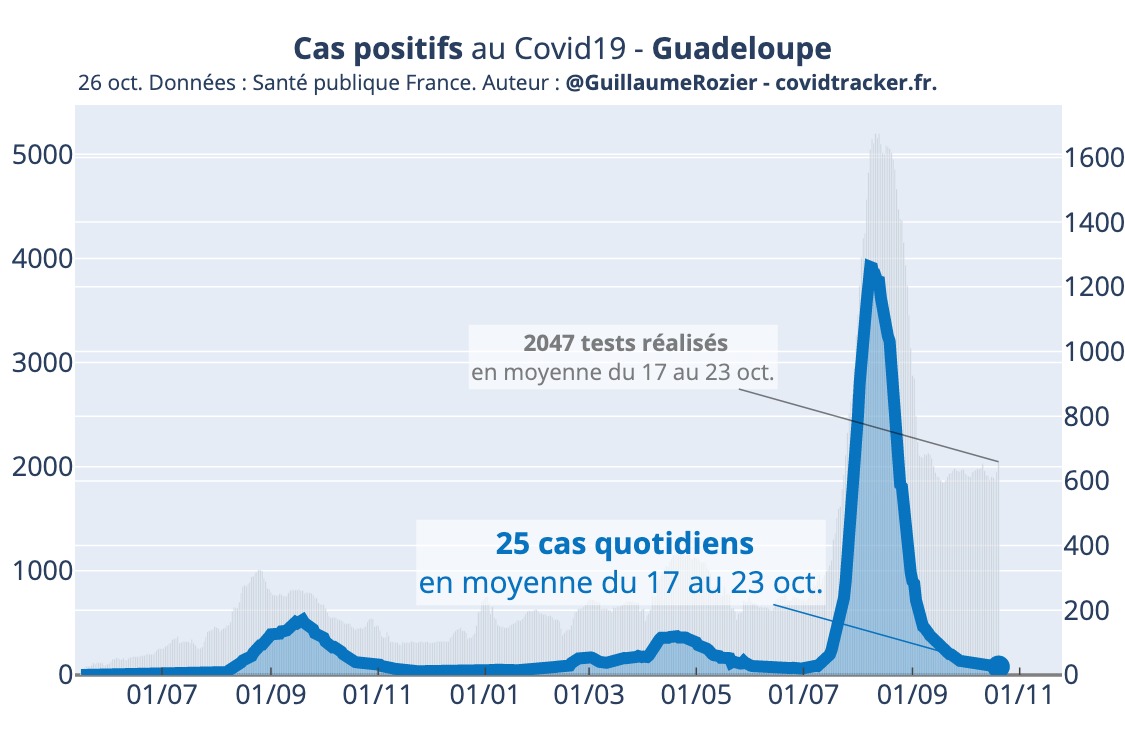 Cas positifs au Covid19 - Guadeloupe
26 oct. Données : Santé publique France. Auteur : @GuillaumeRozier - covidtracker.fr.
5000
4000
3000
2000
1000
0
1600
1400
1200
1000
800
600
400
200
0
2047 tests réalisés
en moyenne du 17 au 23 oct.
25 cas quotidiens
en moyenne du 17 au 23 oct.
01/07 01/09 01/11 01/01 01/03 01/05 01/07 01/09 01/11